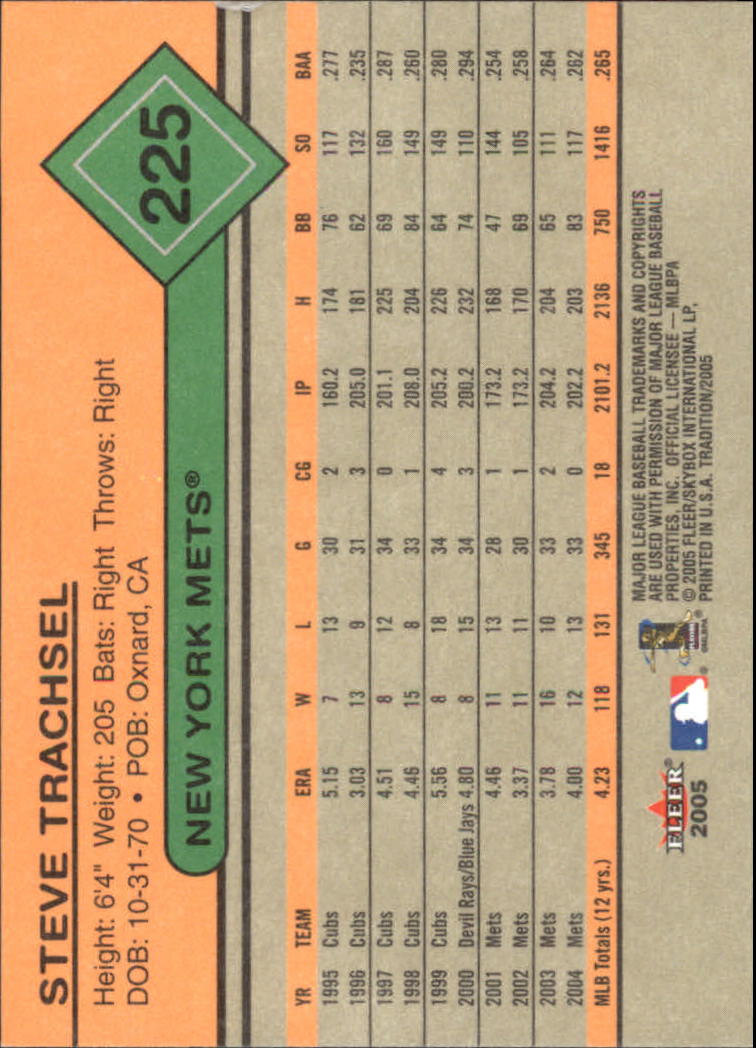 STEVE TRACHSEL
Height: 6'4" Weight: 205 Bats: Right Throws: Right
DOB: 10-31-70 • POB: Oxnard, CA
225
NEW YORK METS®
YR TEAM ERA W L G CG IP H BB SO BAA
1995 Cubs 5.15 7 13 30 2 160.2 174 76 117 .277
1996 Cubs 3.03 13 9 31 3 205.0 181 62 132 .235
1997 Cubs 4.51 8 12 34 0 201.1 225 69 160 .287
1998 Cubs 4.46 15 8 33 1 208.0 204 84 149 .260
1999 Cubs 5.56 8 18 34 4 205.2 226 64 149 .280
2000 Devil Rays/Blue Jays 4.80 8 15 34 3 200.2 232 74 110 .294
2001 Mets 4.46 11 13 28 1 173.2 168 47 144 .254
2002 Mets 3.37 11 11 30 1 173.2 170 69 105 .258
2003 Mets 3.78 16 10 33 2 204.2 204 65 111 .264
2004 Mets 4.00 12 13 33 0 202.2 203 83 117 .262
MLB Totals (12 yrs.) 4.23 118 131 345 18 2101.2 2136 750 1416 .265
FLEER®
2005
MAJOR LEAGUE BASEBALL TRADEMARKS AND COPYRIGHTS
ARE USED WITH PERMISSION OF MAJOR LEAGUE BASEBALL
PROPERTIES, INC. OFFICIAL LICENSEE — MLBPA
© 2005 FLEER/SKYBOX INTERNATIONAL LP,
PRINTED IN U.S.A. TRADITION/2005